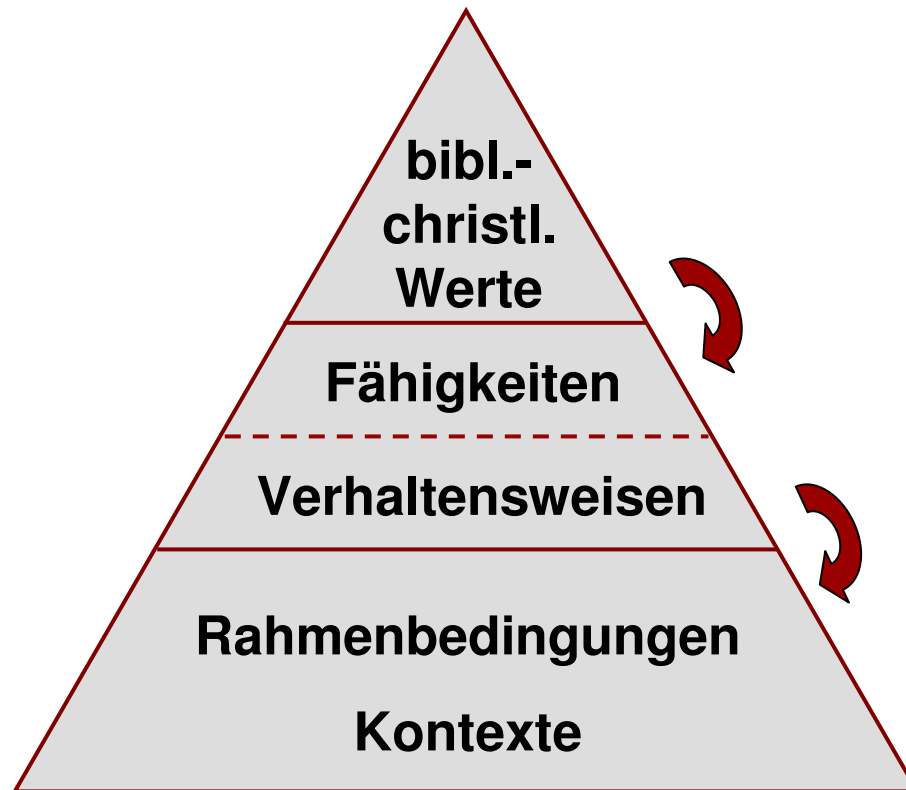 bibl.-
christl.
Werte
Fähigkeiten
Verhaltensweisen
Rahmenbedingungen
Kontexte